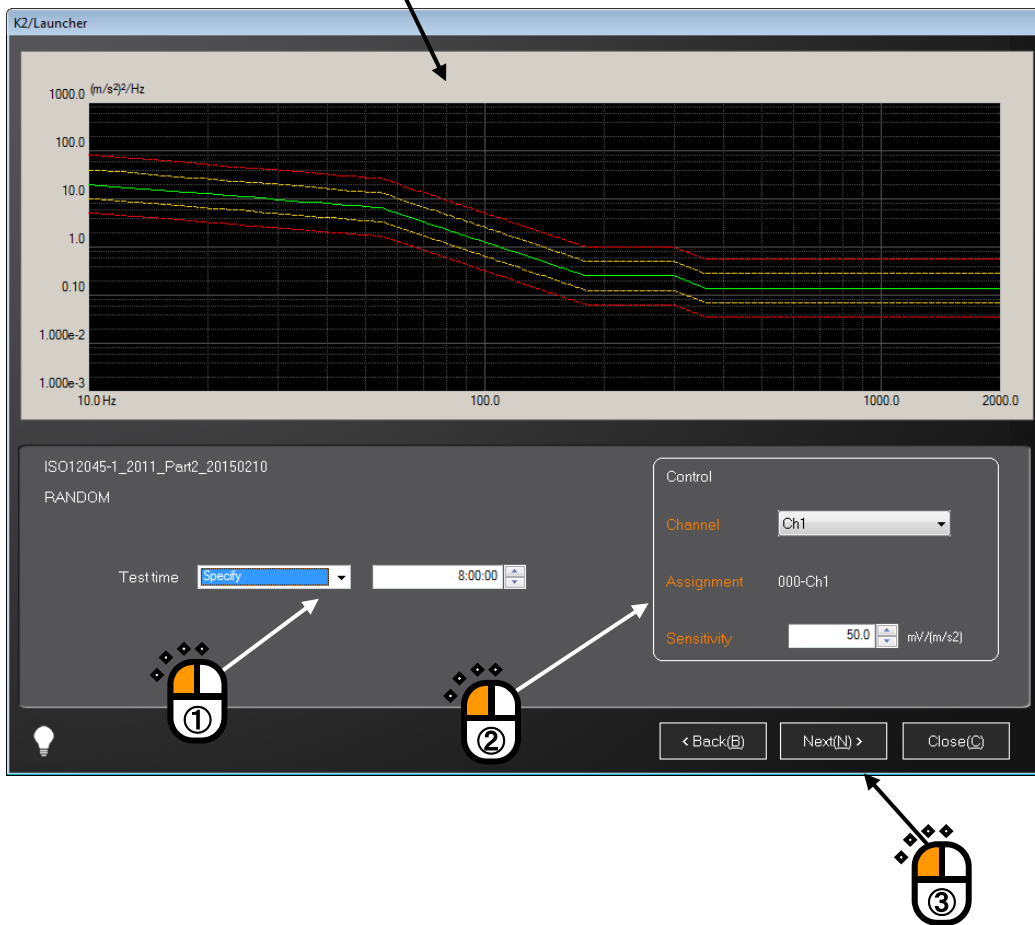 K2/Launcher
1000.0 (m/s²)²/Hz
100.0
10.0
1.0
0.10
1.000e-2
1.000e-3
10.0 Hz 100.0 1000.0 2000.0
ISO12045-1_2011_Part2_20150210
RANDOM
Test time Specify 8:00:00
Control
Channel Ch1
Assignment 000-Ch1
Sensitivity 50.0 mV/(m/s2)
①
②
< Back(B) Next(N) > Close(C)
③